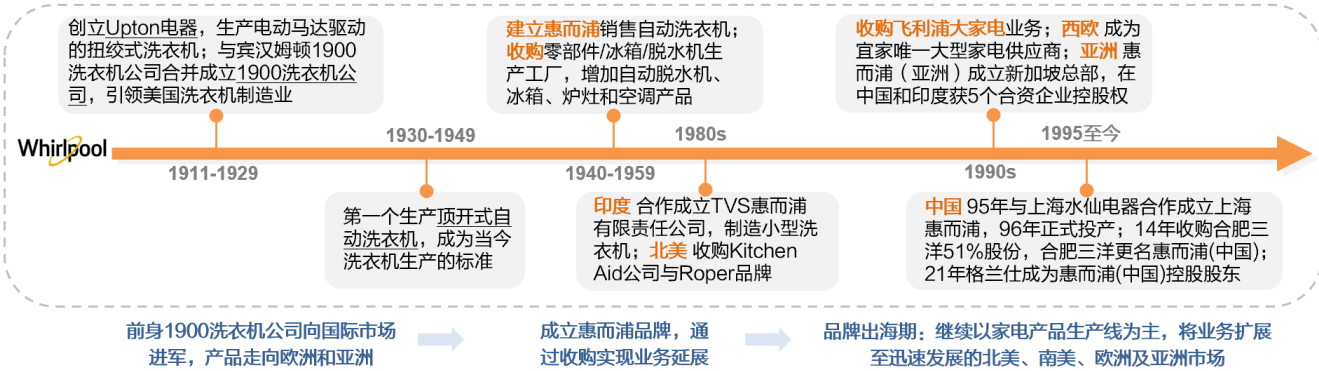 创立Upton电器，生产电动马达驱动
的扭绞式洗衣机；与宾汉姆顿1900
洗衣机公司合并成立1900洗衣机公
司，引领美国洗衣机制造业
建立惠而浦销售自动洗衣机；
收购零部件/冰箱/脱水机生
产工厂，增加自动脱水机、
冰箱、炉灶和空调产品
收购飞利浦大家电业务；西欧 成为
宜家唯一大型家电供应商；亚洲 惠
而浦（亚洲）成立新加坡总部，在
中国和印度获5个合资企业控股权
1930-1949
1980s
1995至今
Whirlpool
1911-1929
1940-1959
1990s
第一个生产顶开式自
动洗衣机，成为当今
洗衣机生产的标准
印度 合作成立TVS惠而浦
有限责任公司，制造小型洗
衣机；北美 收购Kitchen
Aid公司与Roper品牌
中国 95年与上海水仙电器合作成立上海
惠而浦，96年正式投产；14年收购合肥三
洋51%股份，合肥三洋更名惠而浦(中国)；
21年格兰仕成为惠而浦(中国)控股股东
前身1900洗衣机公司向国际市场
进军，产品走向欧洲和亚洲
成立惠而浦品牌，通
过收购实现业务延展
品牌出海期：继续以家电产品生产线为主，将业务扩展
至迅速发展的北美、南美、欧洲及亚洲市场